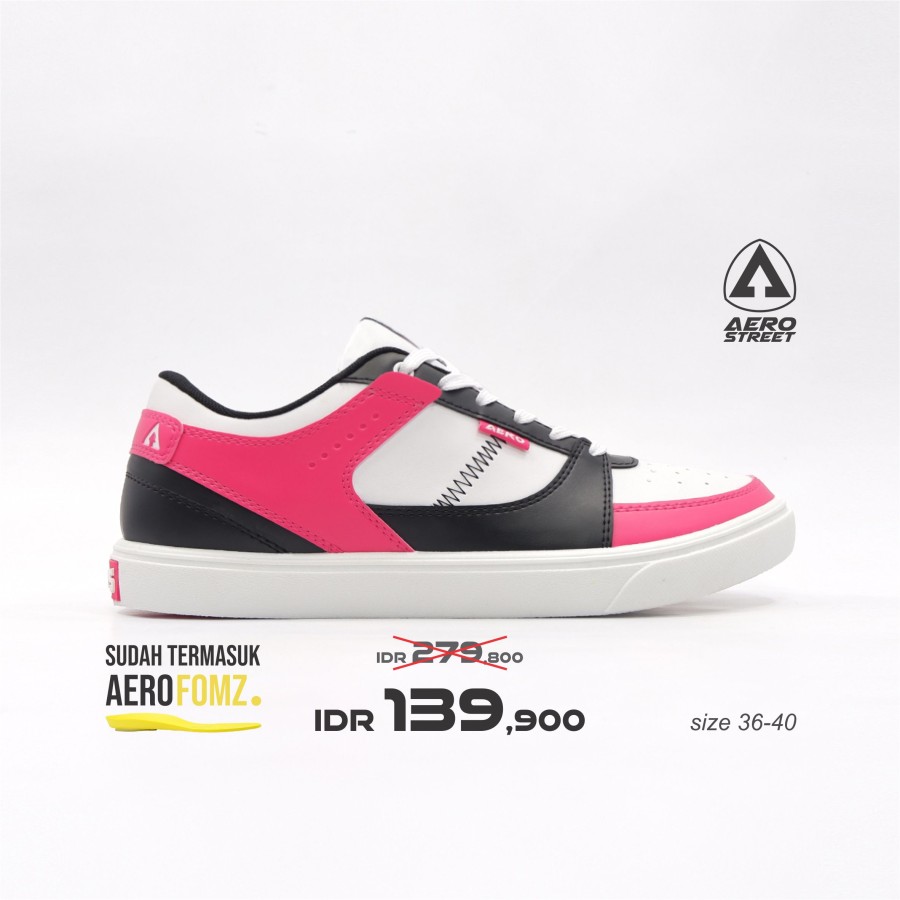 AERO
STREET
AERO
SUDAH TERMASUK
AEROFOMZ.
IDR 279.800
IDR 139,900
size 36-40